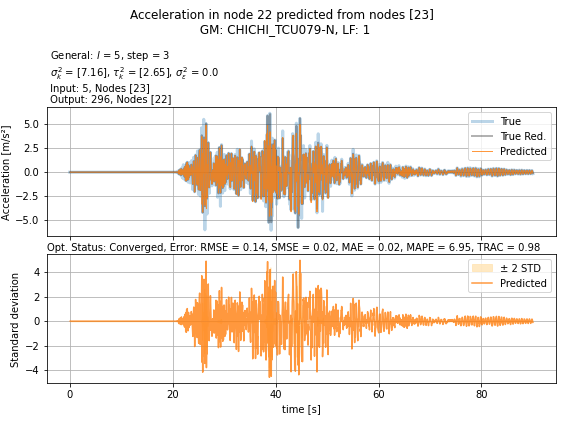 Acceleration in node 22 predicted from nodes [23]
GM: CHICHI_TCU079-N, LF: 1
General: l = 5, step = 3
σ²ₖ = [7.16], τ²ₖ = [2.65], σ²ε = 0.0
Input: 5, Nodes [23]
Output: 296, Nodes [22]
Acceleration [m/s²]
5.0
2.5
0.0
−2.5
−5.0
True
True Red.
Predicted
Opt. Status: Converged, Error: RMSE = 0.14, SMSE = 0.02, MAE = 0.02, MAPE = 6.95, TRAC = 0.98
Standard deviation
4
2
0
−2
−4
± 2 STD
Predicted
0 20 40 60 80
time [s]